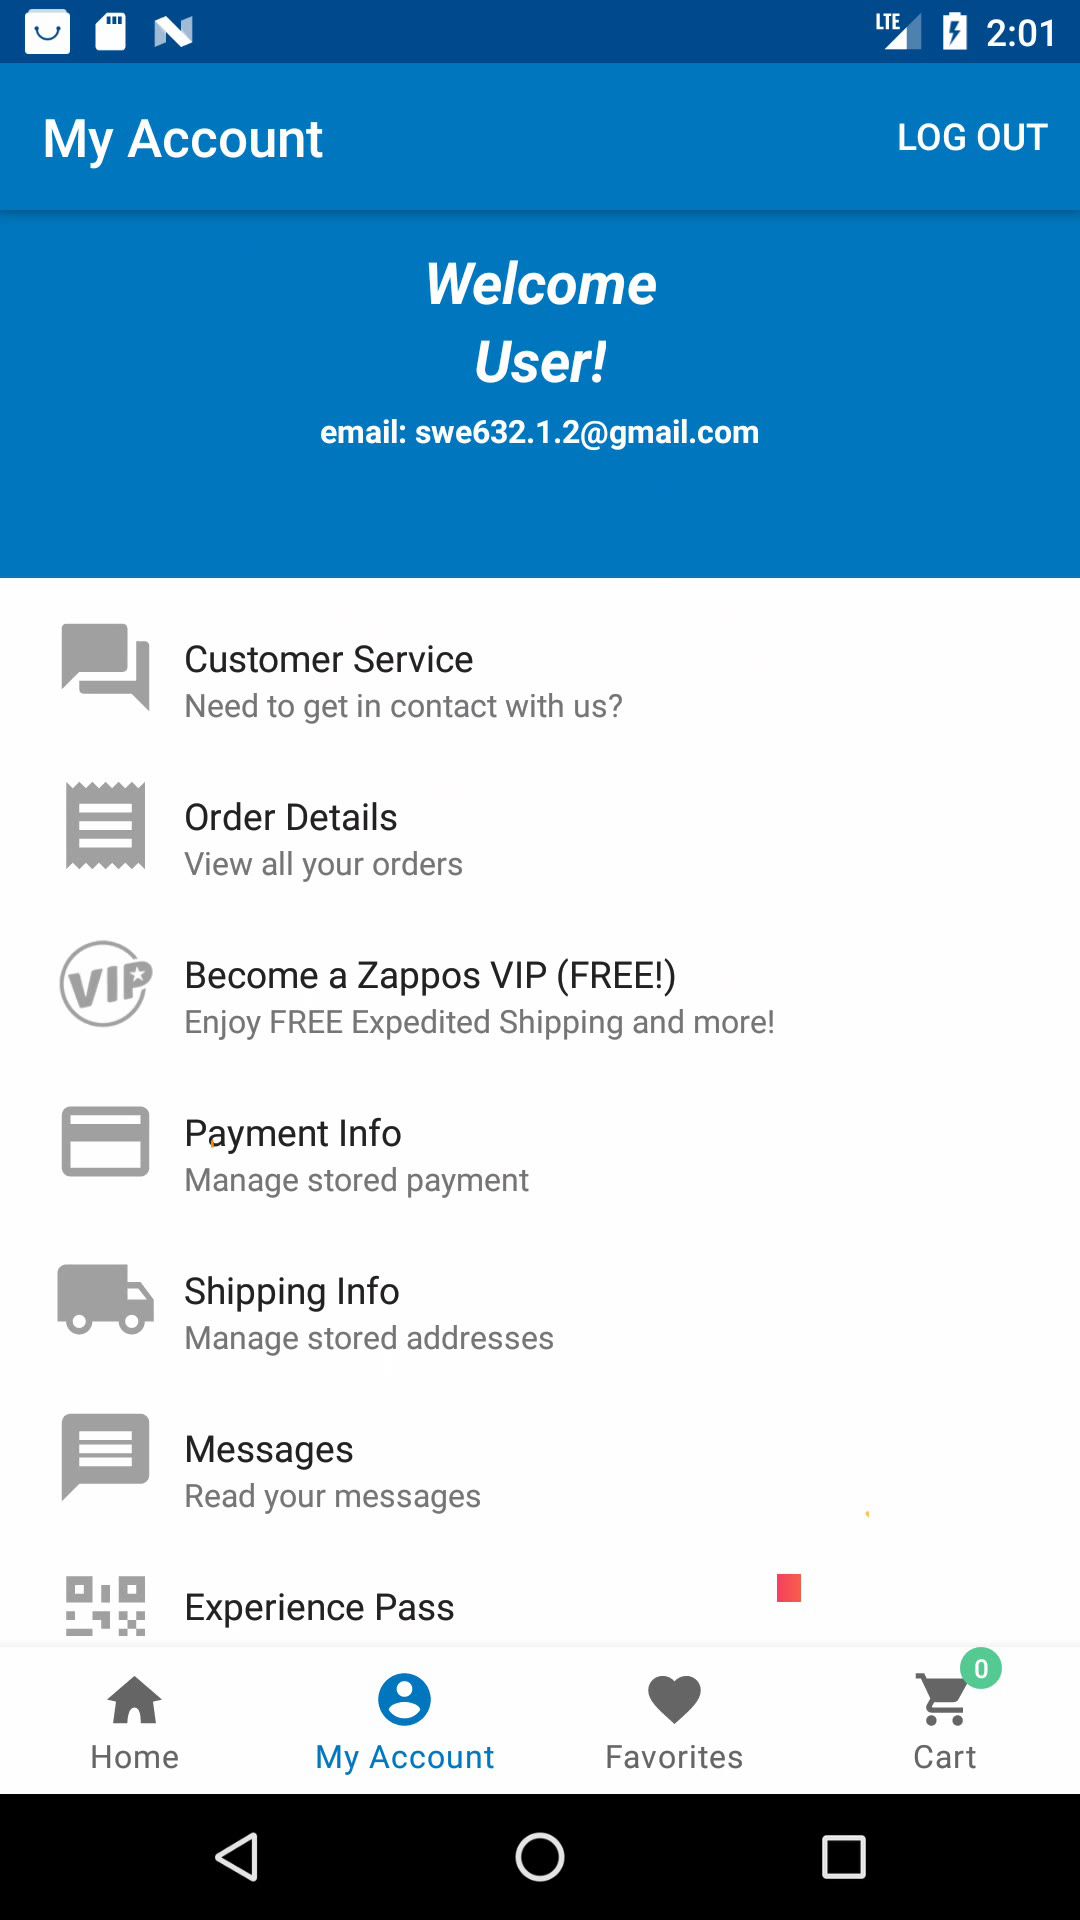 LTE 2:01
My Account LOG OUT
Welcome
User!
email: swe632.1.2@gmail.com
Customer Service
Need to get in contact with us?
Order Details
View all your orders
VIP
Become a Zappos VIP (FREE!)
Enjoy FREE Expedited Shipping and more!
Payment Info
Manage stored payment
Shipping Info
Manage stored addresses
Messages
Read your messages
Experience Pass
0
Home My Account Favorites Cart